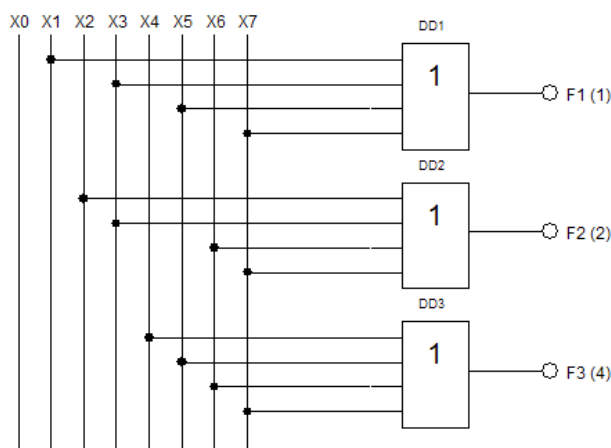 X0 X1 X2 X3 X4 X5 X6 X7
DD1
1
F1 (1)
DD2
1
F2 (2)
DD3
1
F3 (4)